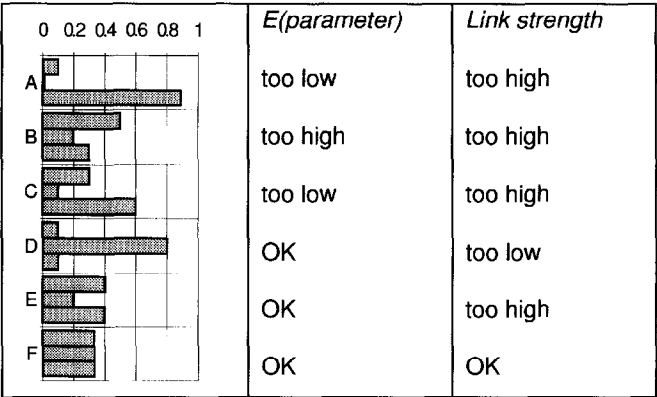 0 0.2 0.4 0.6 0.8 1 E(parameter) Link strength
A too low too high
B too high too high
C too low too high
D OK too low
E OK too high
F OK OK